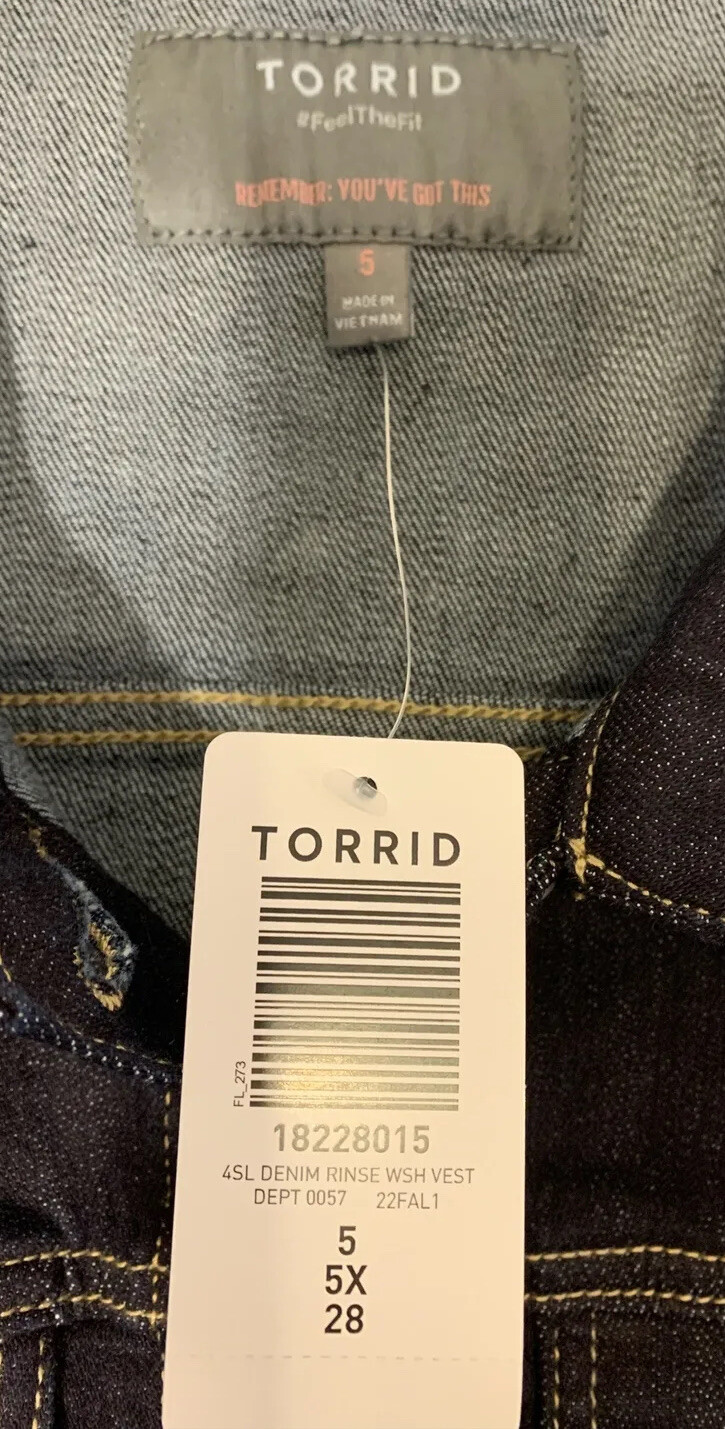 TORRID
#FeelTheFit
REMEMBER: YOU'VE GOT THIS
5
MADE IN
VIETNAM
TORRID
FL_273
18228015
4SL DENIM RINSE WSH VEST
DEPT 0057 22FAL1
5
5X
28